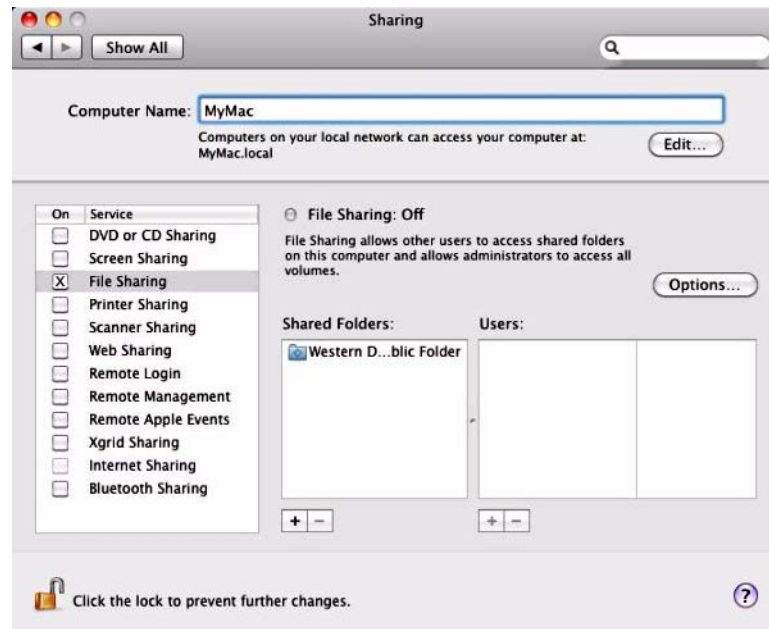 Sharing
Show All
Computer Name: MyMac
Computers on your local network can access your computer at:
MyMac.local
Edit...
On Service
DVD or CD Sharing
Screen Sharing
X File Sharing
Printer Sharing
Scanner Sharing
Web Sharing
Remote Login
Remote Management
Remote Apple Events
Xgrid Sharing
Internet Sharing
Bluetooth Sharing
File Sharing: Off
File Sharing allows other users to access shared folders
on this computer and allows administrators to access all
volumes.
Options...
Shared Folders:
Users:
Western D...blic Folder
+ −
+ −
Click the lock to prevent further changes.
?